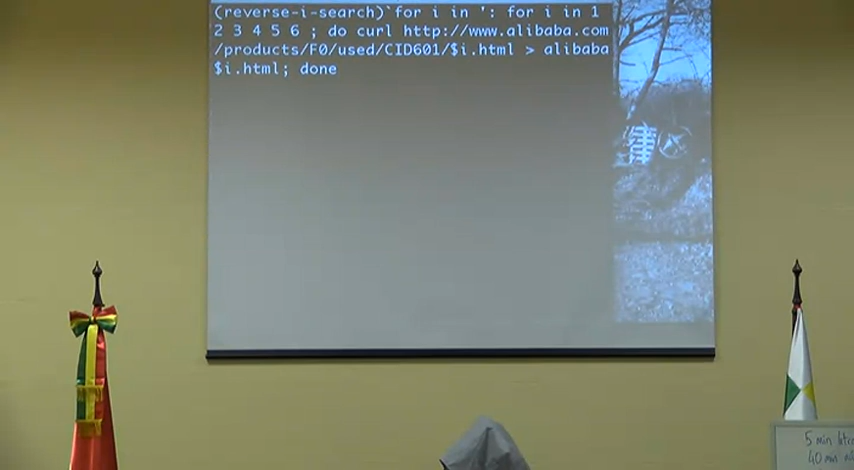 (reverse-i-search)`for i in ': for i in 1
2 3 4 5 6 ; do curl http://www.alibaba.com
/products/F0/used/CID601/$i.html > alibaba
$i.html; done
5 min
40 min